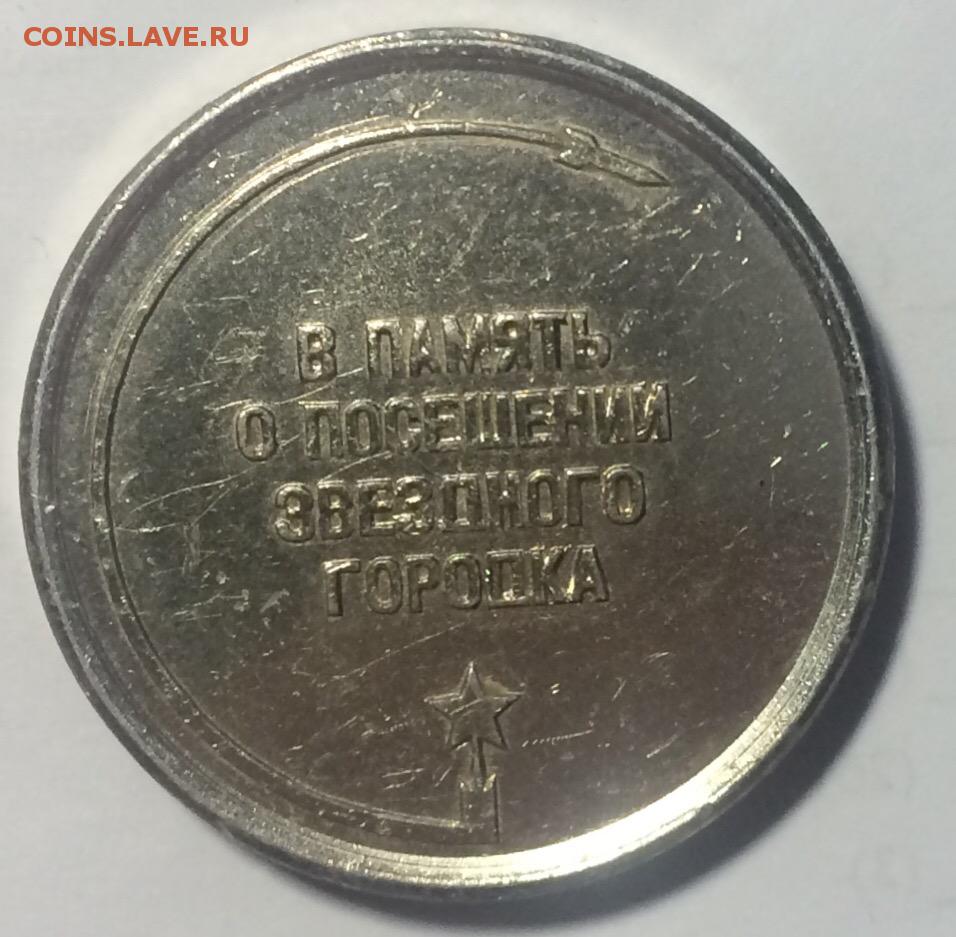 COINS.LAVE.RU
В ПАМЯТЬ
О ПОСЕЩЕНИИ
ЗВЕЗДНОГО
ГОРОДКА